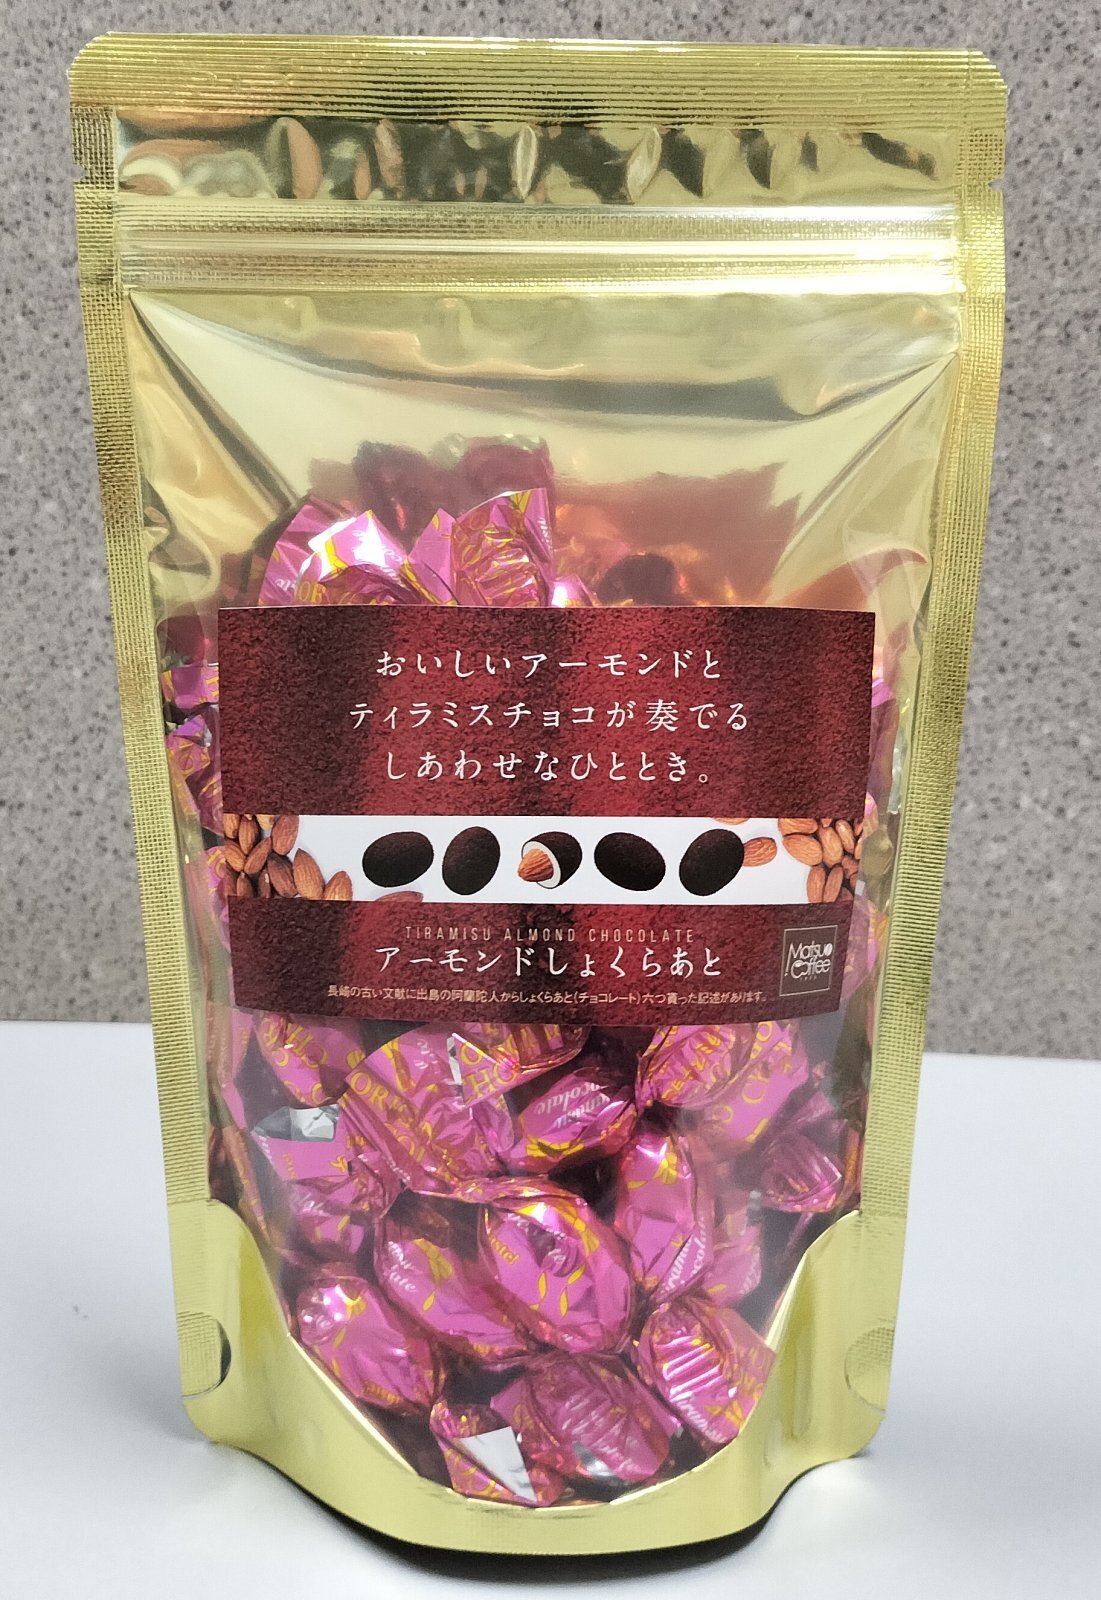 おいしいアーモンドと
ティラミスチョコが奏でる
しあわせなひととき。
TIRAMISU ALMOND CHOCOLATE
アーモンドしょくらあと
Matsuo
Coffee
長崎の古い文献に出島の阿蘭陀人からしょくらあと(チョコレート)六つ貰った記述があります。